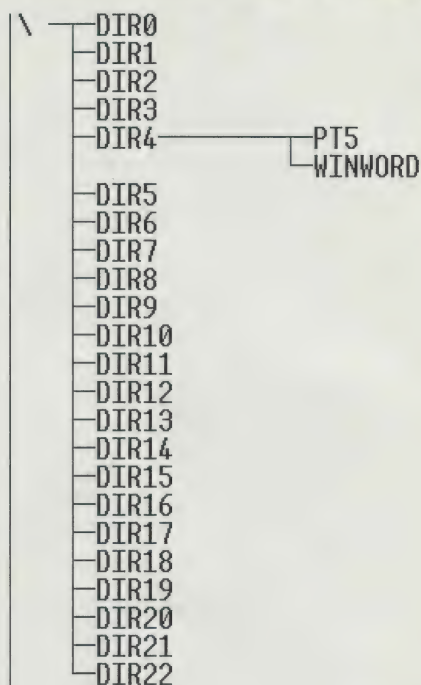 \ DIR0
DIR1
DIR2
DIR3
DIR4 PT5
WINWORD
DIR5
DIR6
DIR7
DIR8
DIR9
DIR10
DIR11
DIR12
DIR13
DIR14
DIR15
DIR16
DIR17
DIR18
DIR19
DIR20
DIR21
DIR22